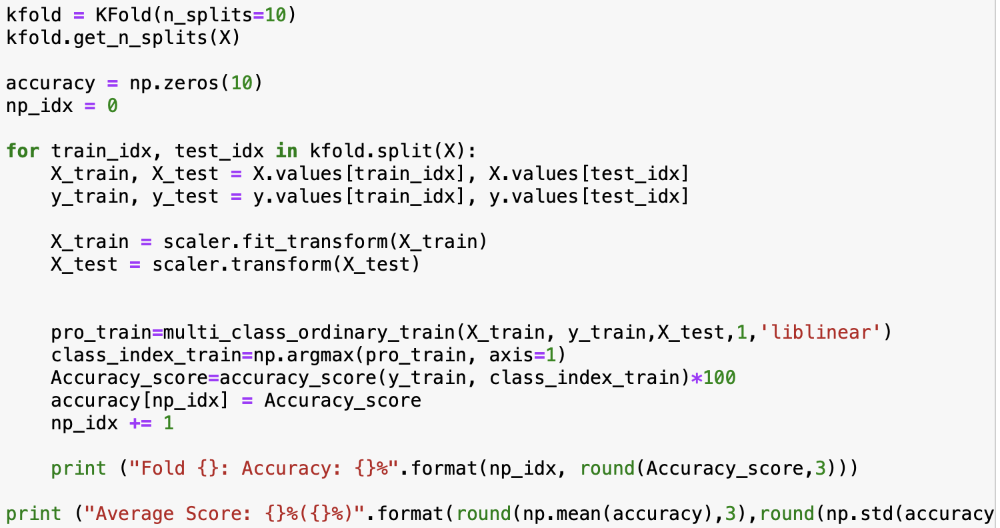 kfold = KFold(n_splits=10)
kfold.get_n_splits(X)
accuracy = np.zeros(10)
np_idx = 0
for train_idx, test_idx in kfold.split(X):
    X_train, X_test = X.values[train_idx], X.values[test_idx]
    y_train, y_test = y.values[train_idx], y.values[test_idx]
    X_train = scaler.fit_transform(X_train)
    X_test = scaler.transform(X_test)
    pro_train=multi_class_ordinary_train(X_train, y_train,X_test,1,'liblinear')
    class_index_train=np.argmax(pro_train, axis=1)
    Accuracy_score=accuracy_score(y_train, class_index_train)*100
    accuracy[np_idx] = Accuracy_score
    np_idx += 1
    print ("Fold {}: Accuracy: {}%".format(np_idx, round(Accuracy_score,3)))
print ("Average Score: {}%({}%)".format(round(np.mean(accuracy),3),round(np.std(accuracy